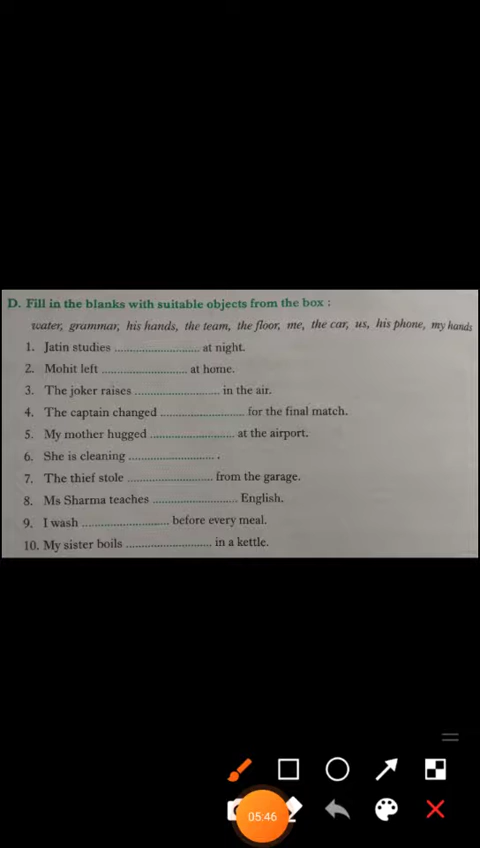 D. Fill in the blanks with suitable objects from the box :
water, grammar, his hands, the team, the floor, me, the car, us, his phone, my hands
1. Jatin studies ........................... at night.
2. Mohit left ........................... at home.
3. The joker raises ........................... in the air.
4. The captain changed ........................... for the final match.
5. My mother hugged ........................... at the airport.
6. She is cleaning ........................... .
7. The thief stole ........................... from the garage.
8. Ms Sharma teaches ........................... English.
9. I wash ........................... before every meal.
10. My sister boils ........................... in a kettle.
05:46